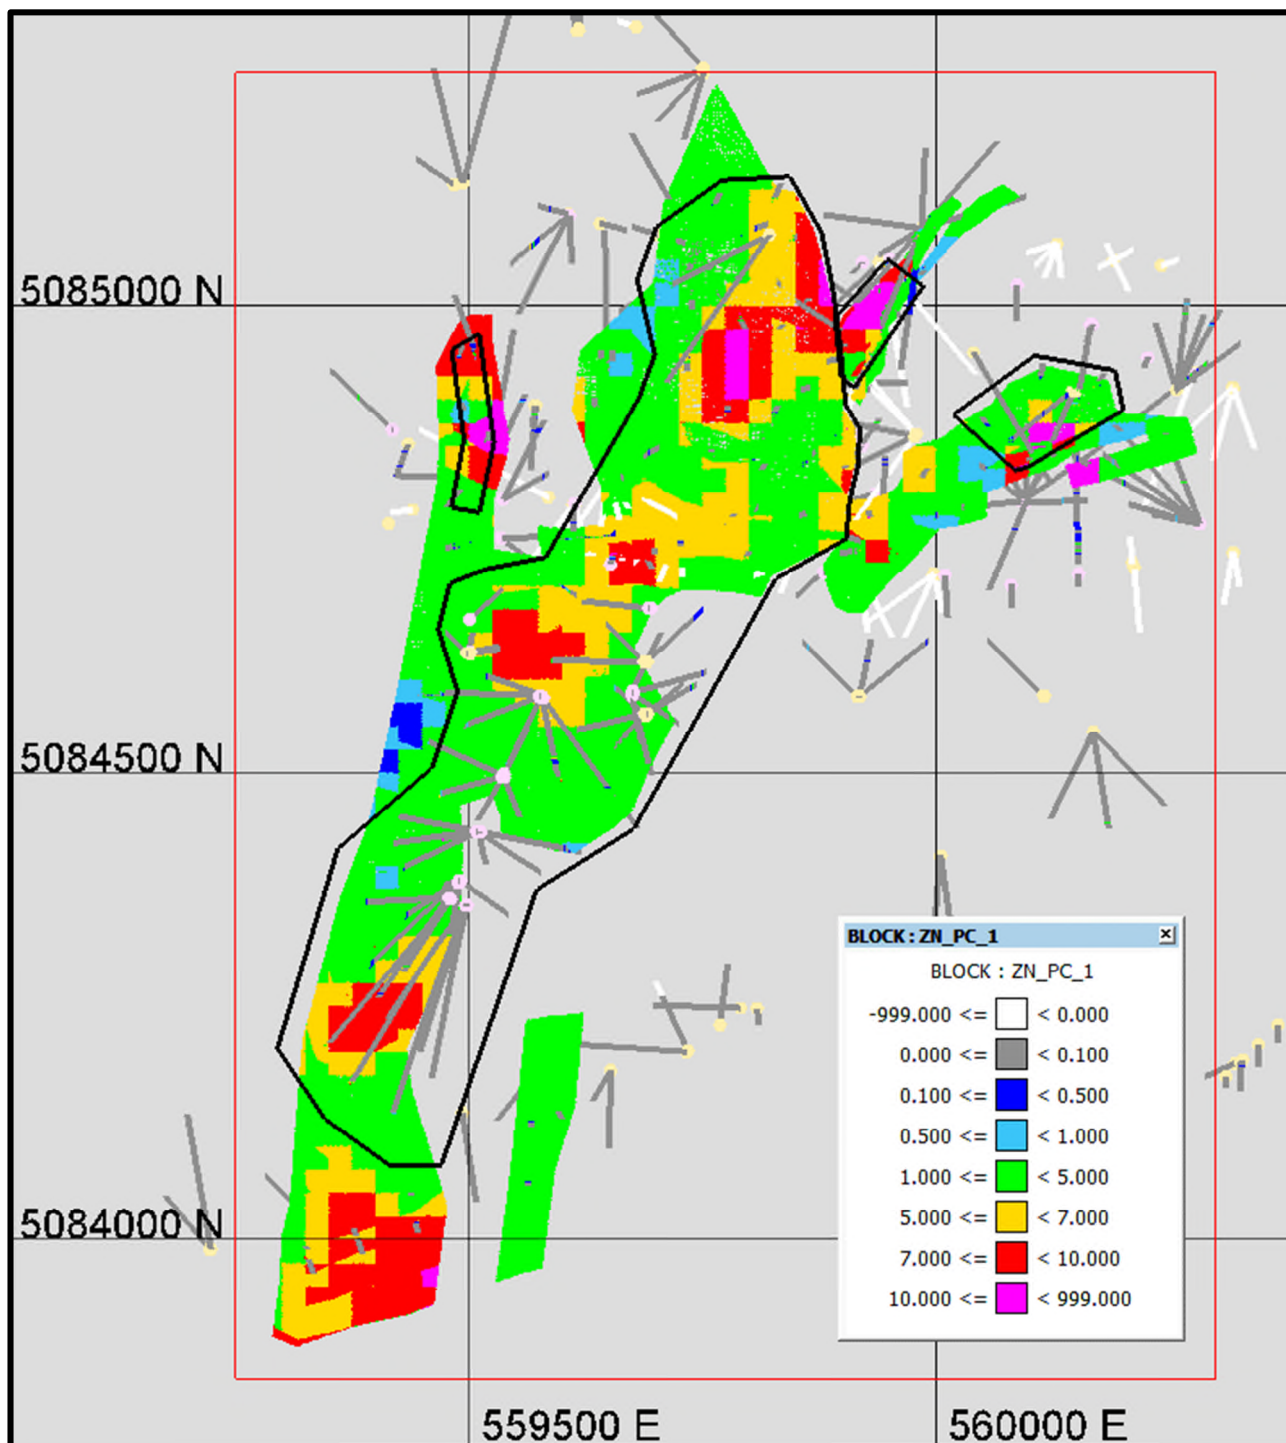 5085000 N
5084500 N
5084000 N
559500 E
560000 E
BLOCK : ZN_PC_1
BLOCK : ZN_PC_1
-999.000 <= < 0.000
0.000 <= < 0.100
0.100 <= < 0.500
0.500 <= < 1.000
1.000 <= < 5.000
5.000 <= < 7.000
7.000 <= < 10.000
10.000 <= < 999.000